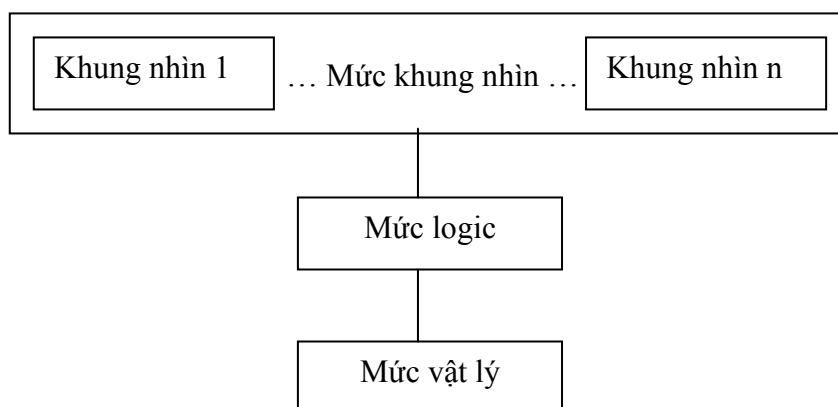 Khung nhìn 1 … Mức khung nhìn … Khung nhìn n
Mức logic
Mức vật lý